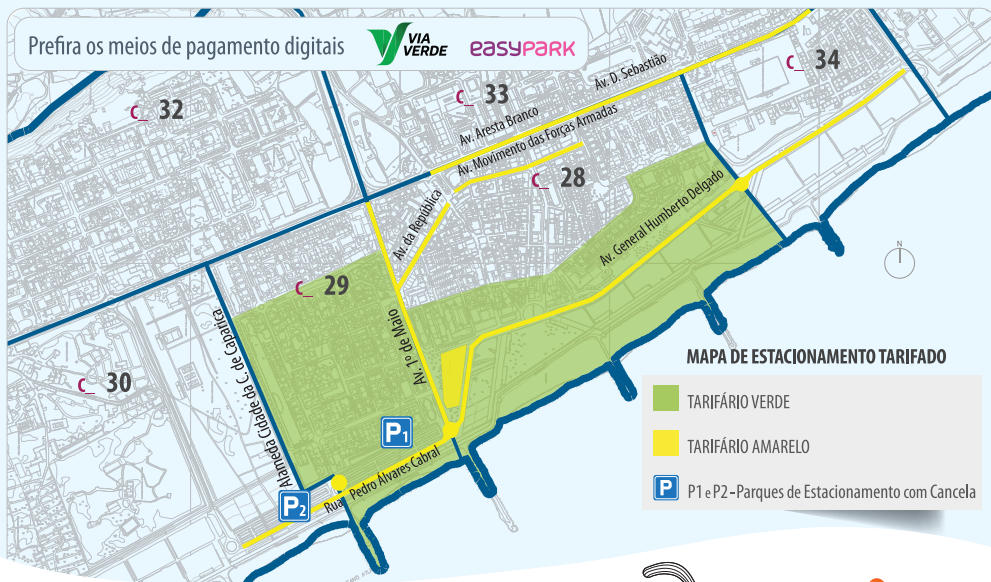 Prefira os meios de pagamento digitais
VIA
VERDE
easyPARK
C_ 34
C_ 33
C_ 32
Av. D. Sebastião
Av. Aresta Branco
Av. Movimento das Forças Armadas
C_ 28
Av. da República
Av. General Humberto Delgado
N
C_ 29
Av. 1º de Maio
Alameda Cidade da C. de Caparica
C_ 30
P1
P2
Rua Pedro Álvares Cabral
MAPA DE ESTACIONAMENTO TARIFADO
TARIFÁRIO VERDE
TARIFÁRIO AMARELO
P P1 e P2 - Parques de Estacionamento com Cancela